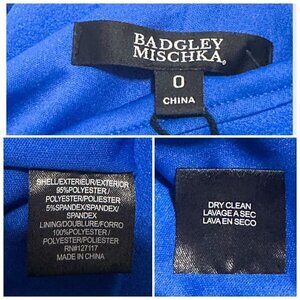 BADGLEY
MISCHKA®
0
CHINA
SHELL/EXTERIEUR/EXTERIOR
95%POLYESTER/
POLYESTER/POLIESTER
5%SPANDEX/SPANDEX/
SPANDEX
LINING/DOUBLURE/FORRO
100%POLYESTER/
POLYESTER/POLIESTER
RN#127117
MADE IN CHINA
DRY CLEAN
LAVAGE A SEC
LAVA EN SECO